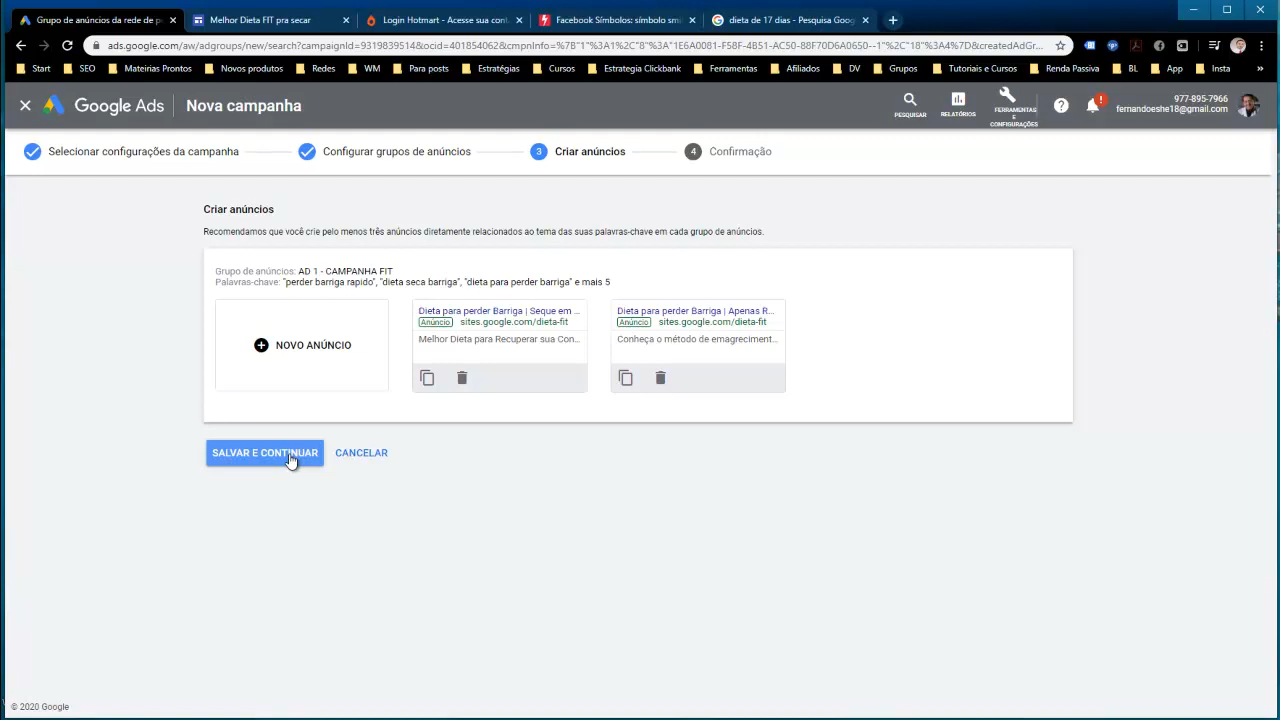 Grupo de anúncios da rede de p
Melhor Dieta FIT pra secar
Login Hotmart - Acesse sua cont
Facebook Símbolos: símbolo smi
dieta de 17 dias - Pesquisa Goog
ads.google.com/aw/adgroups/new/search?campaignId=9319839514&ocid=401854062&cmpnInfo=%7B"1"%3A1%2C"8"%3A"1E6A0081-F58F-4B51-AC50-88F70D6A0650--1"%2C"18"%3A4%7D&createdAdGr...
Start
SEO
Mateirias Prontos
Novos produtos
Redes
WM
Para posts
Estratégias
Cursos
Estrategia Clickbank
Ferramentas
Afiliados
DV
Grupos
Tutoriais e Cursos
Renda Passiva
BL
App
Insta
»
Google Ads
Nova campanha
PESQUISAR
RELATÓRIOS
FERRAMENTAS
E
CONFIGURAÇÕES
977-895-7966
fernandoeshe18@gmail.com
Selecionar configurações da campanha
Configurar grupos de anúncios
3 Criar anúncios
4 Confirmação
Criar anúncios
Recomendamos que você crie pelo menos três anúncios diretamente relacionados ao tema das suas palavras-chave em cada grupo de anúncios.
Grupo de anúncios: AD 1 - CAMPANHA FIT
Palavras-chave: "perder barriga rapido", "dieta seca barriga", "dieta para perder barriga" e mais 5
NOVO ANÚNCIO
Dieta para perder Barriga | Seque em ...
Anúncio sites.google.com/dieta-fit
Melhor Dieta para Recuperar sua Con...
Dieta para perder Barriga | Apenas R...
Anúncio sites.google.com/dieta-fit
Conheça o método de emagreciment...
SALVAR E CONTINUAR
CANCELAR
© 2020 Google